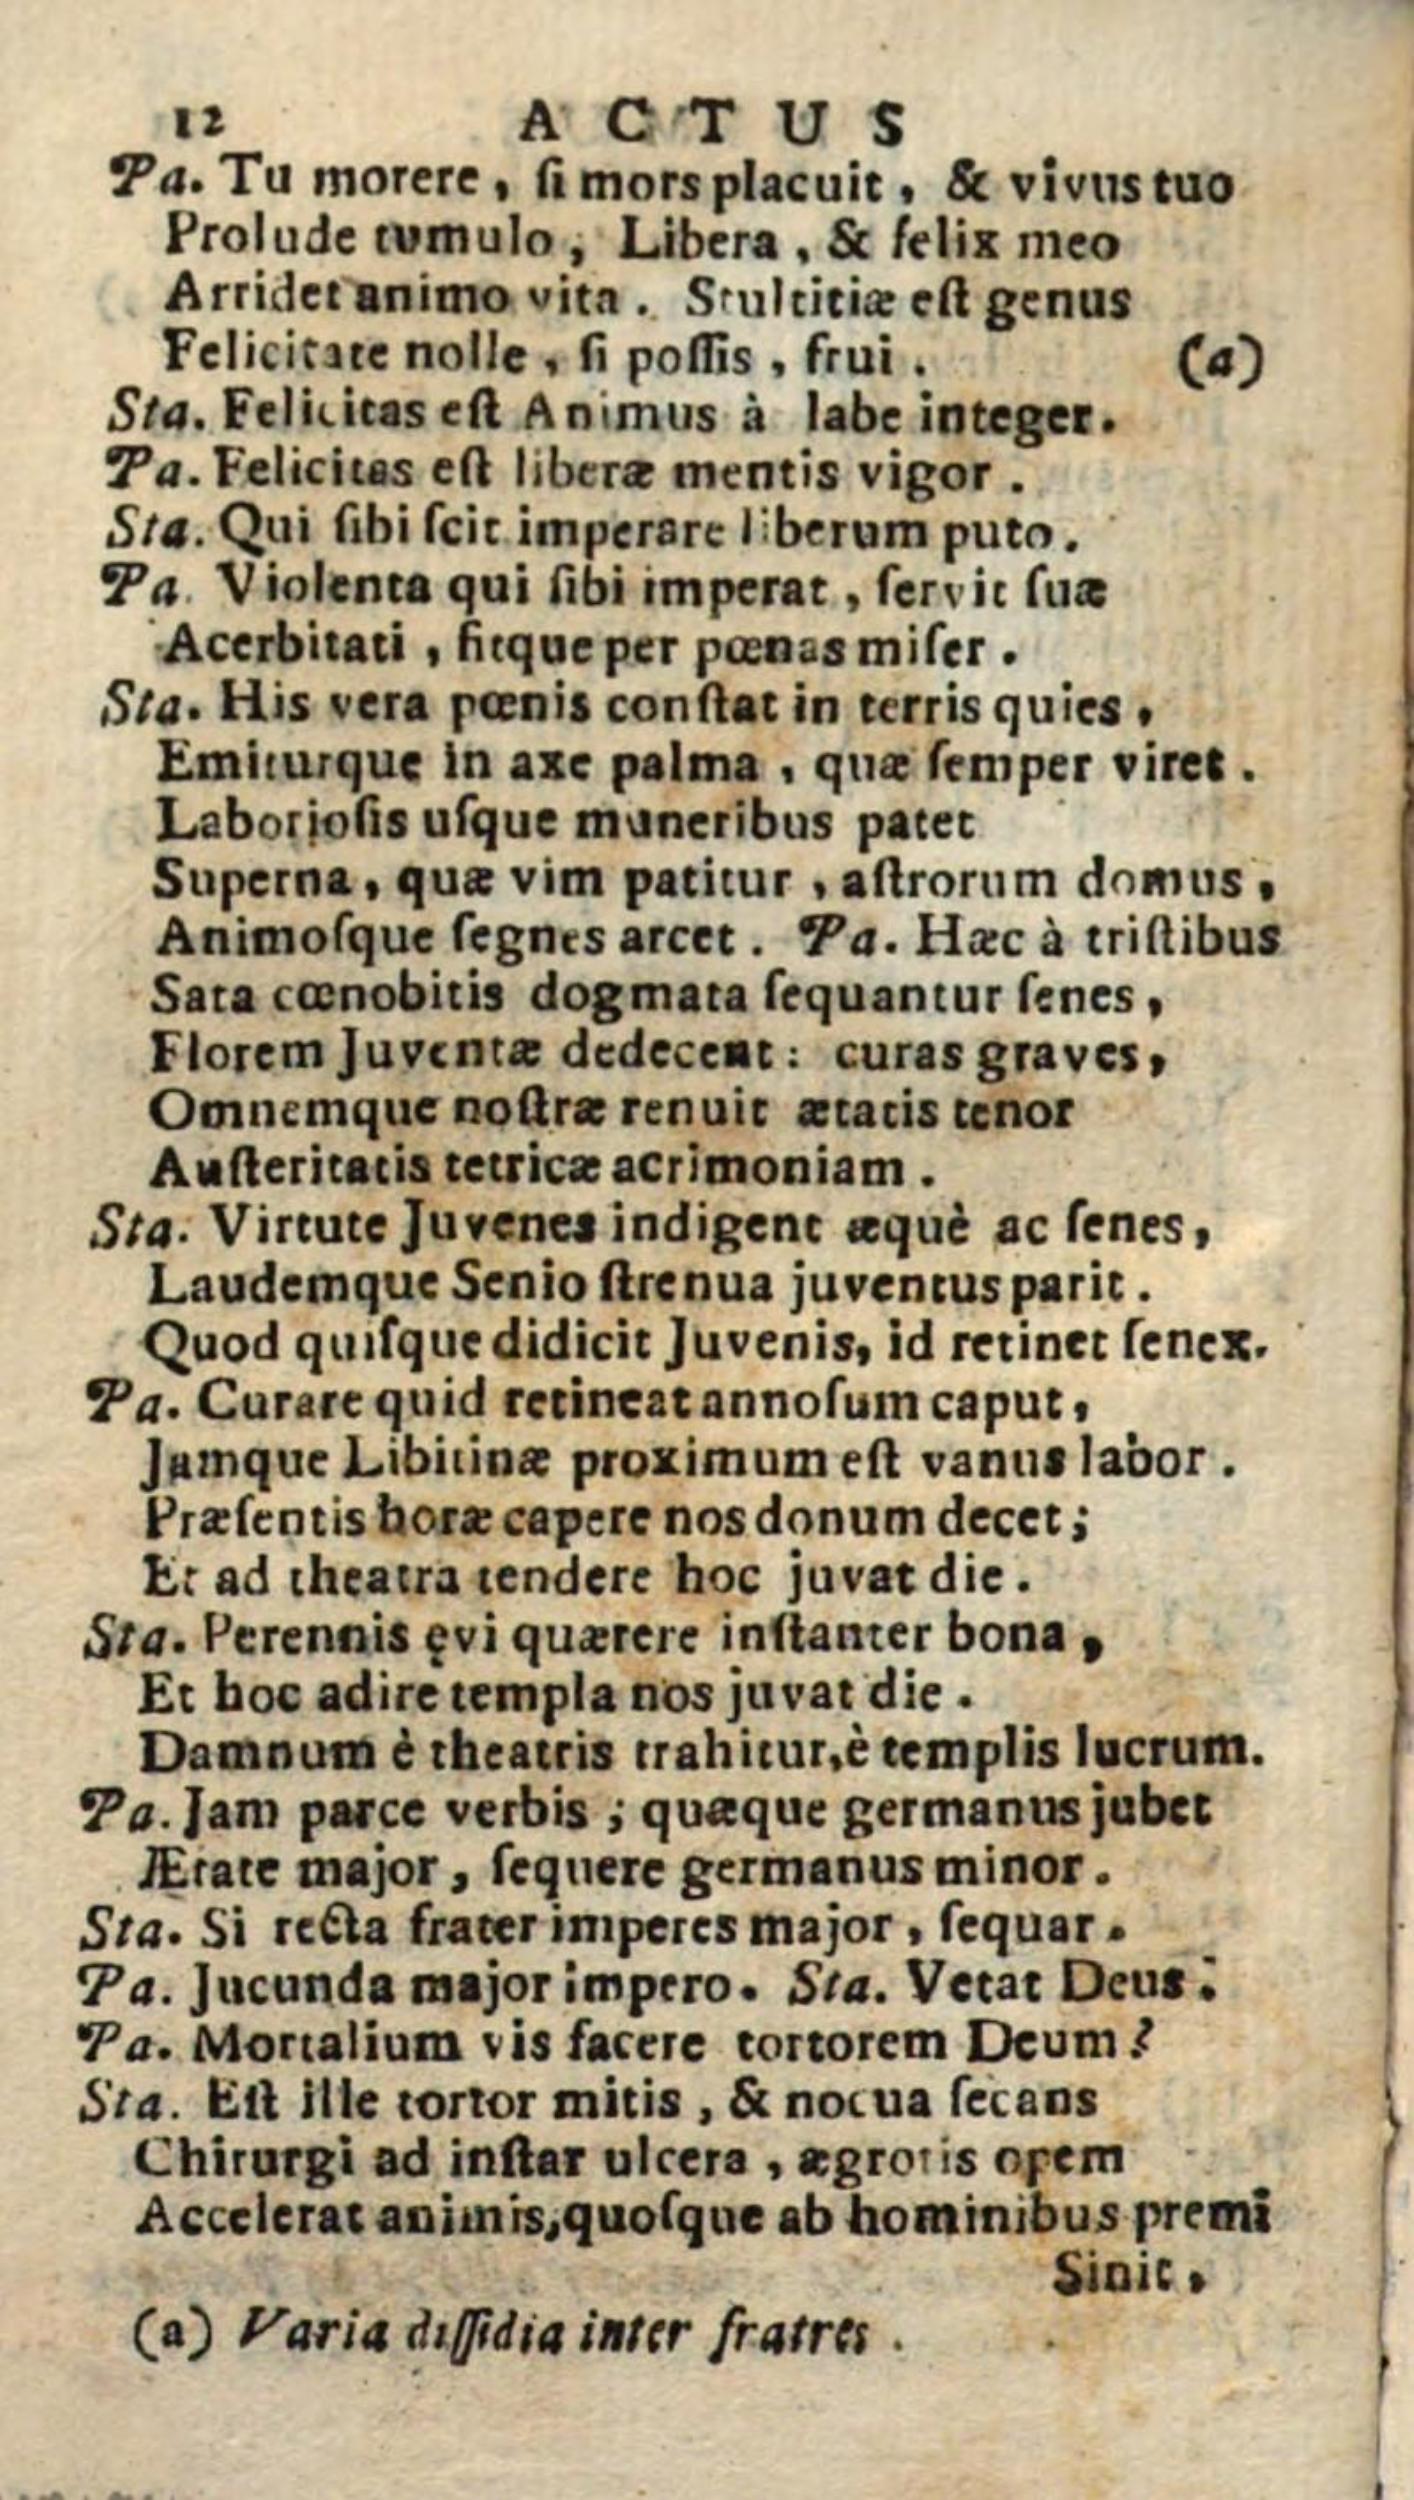 12 ACTUS
Pa. Tu morere, ſi mors placuit, & vivus tuo
Prolude tumulo, Libera, & felix meo
Arridet animo vita. Stultitiæ eſt genus
Felicitate nolle, ſi poſſis, frui. (a)
Sta. Felicitas eſt Animus à labe integer.
Pa. Felicitas eſt liberæ mentis vigor.
Sta. Qui ſibi ſcit imperare liberum puto.
Pa. Violenta qui ſibi imperat, ſervit ſuæ
Acerbitati, fitque per pœnas miſer.
Sta. His vera pœnis conſtat in terris quies,
Emiturque in axe palma, quæ ſemper viret.
Laborioſis uſque muneribus patet
Superna, quæ vim patitur, aſtrorum domus,
Animoſque ſegnes arcet. Pa. Hæc à triſtibus
Sata cœnobitis dogmata ſequantur ſenes,
Florem Juventæ dedecent: curas graves,
Omnemque noſtræ renuit ætatis tenor
Auſteritatis tetricæ acrimoniam.
Sta. Virtute Juvenes indigent æquè ac ſenes,
Laudemque Senio ſtrenua juventus parit.
Quod quiſque didicit Juvenis, id retinet ſenex.
Pa. Curare quid retineat annoſum caput,
Jamque Libitinæ proximum eſt vanus labor.
Præſentis horæ capere nos donum decet;
Et ad theatra tendere hoc juvat die.
Sta. Perennis ęvi quærere inſtanter bona,
Et hoc adire templa nos juvat die.
Damnum è theatris trahitur, è templis lucrum.
Pa. Jam parce verbis; quæque germanus jubet
Ætate major, ſequere germanus minor.
Sta. Si recta frater imperes major, ſequar.
Pa. Jucunda major impero. Sta. Vetat Deus.
Pa. Mortalium vis facere tortorem Deum?
Sta. Eſt ille tortor mitis, & nocua ſecans
Chirurgi ad inſtar ulcera, ægrotis opem
Accelerat animis, quoſque ab hominibus premi
Sinit,
(a) Varia diſſidia inter fratres.